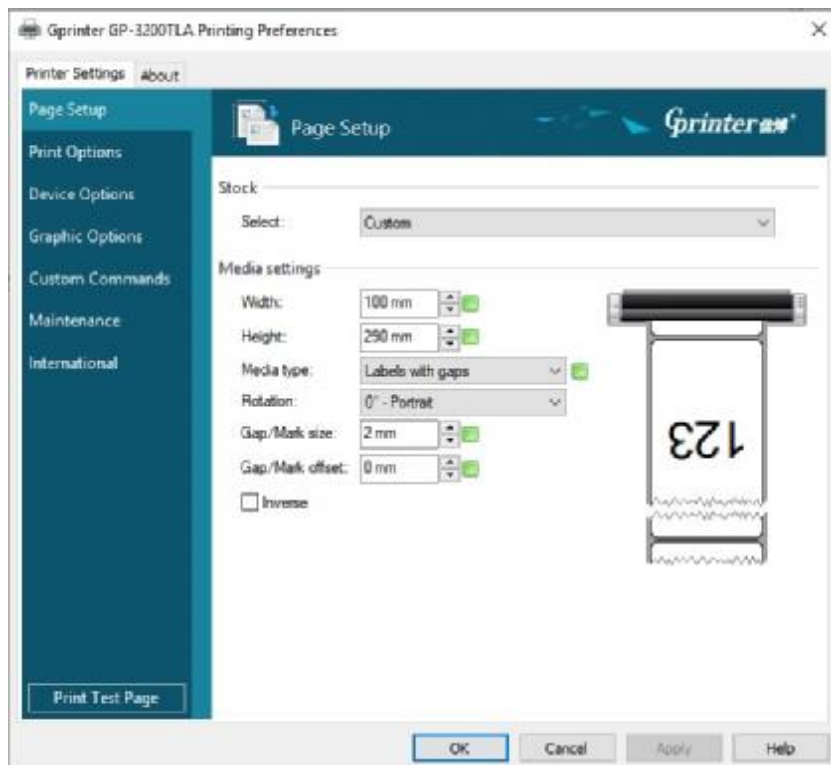 Gprinter GP-3200TLA Printing Preferences
Printer Settings About
Page Setup
Print Options
Device Options
Graphic Options
Custom Commands
Maintenance
International
Print Test Page
Page Setup
Gprinter
Stock
Select: Custom
Media settings
Width: 100 mm
Height: 290 mm
Media type: Labels with gaps
Rotation: 0° - Portrait
Gap/Mark size: 2 mm
Gap/Mark offset: 0 mm
Inverse
123
OK Cancel Apply Help